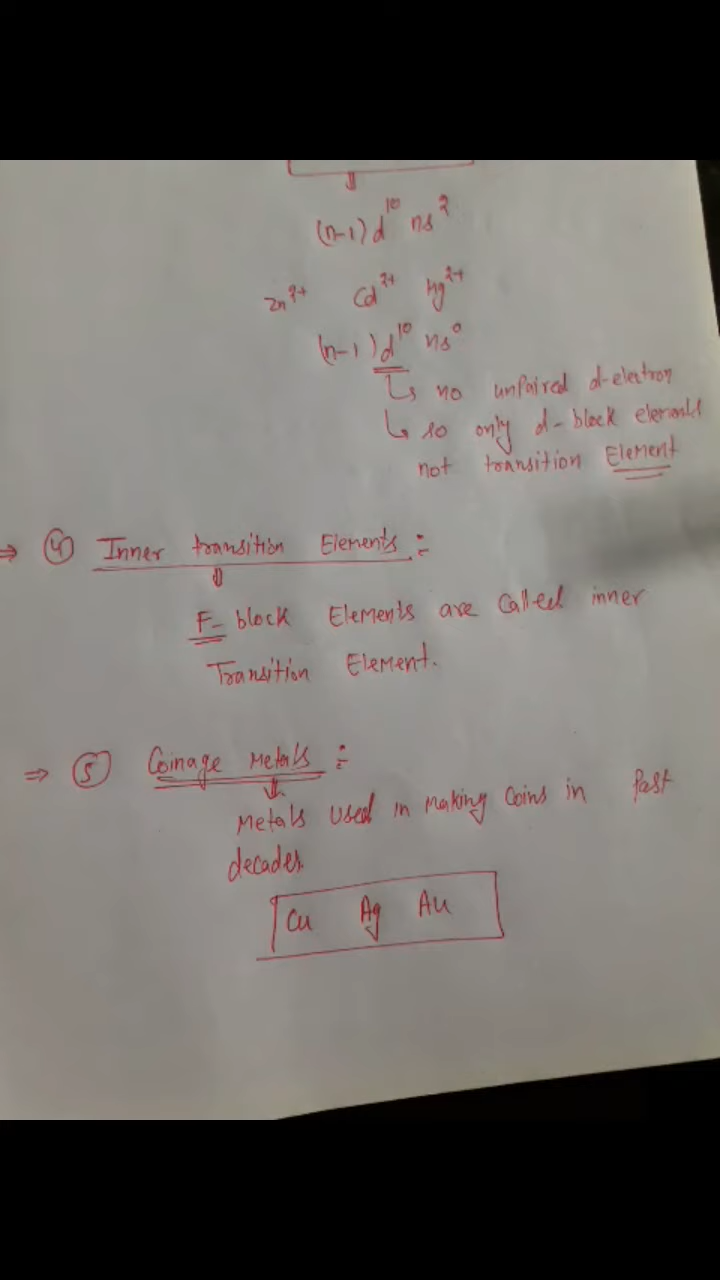 (n-1) d¹⁰ ns²
Zn²⁺ Cd²⁺ Hg²⁺
(n-1) d¹⁰ ns⁰
↳ no unpaired d-electron
↳ so only d-block elements
not transition Element
⇒ ④ Inner transition Elements :-
⇓
F-block Elements are Called inner
Transition Element.
⇒ ⑤ Coinage Metals :-
⇓
Metals Used in Making Coins in Past
decades.
Cu Ag Au